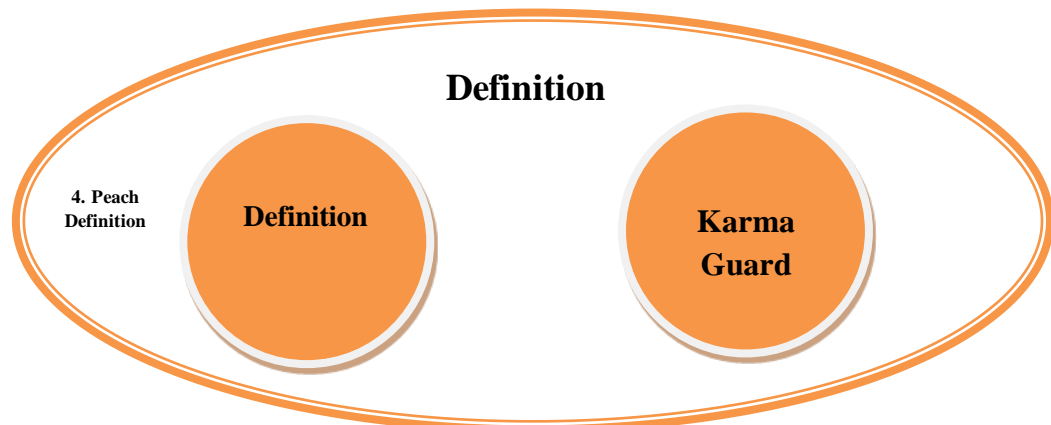 Definition
4. Peach
Definition
Definition
Karma
Guard